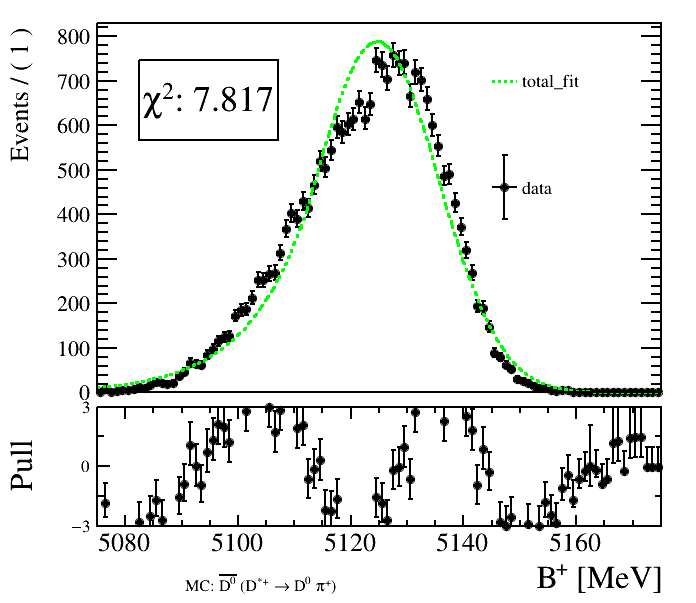 Events / ( 1 )
800
700
600
500
400
300
200
100
0
χ²: 7.817
total_fit
data
Pull
3
0
−3
5080 5100 5120 5140 5160
B⁺ [MeV]
MC: D̅⁰ (D*⁺ → D⁰ π⁺)